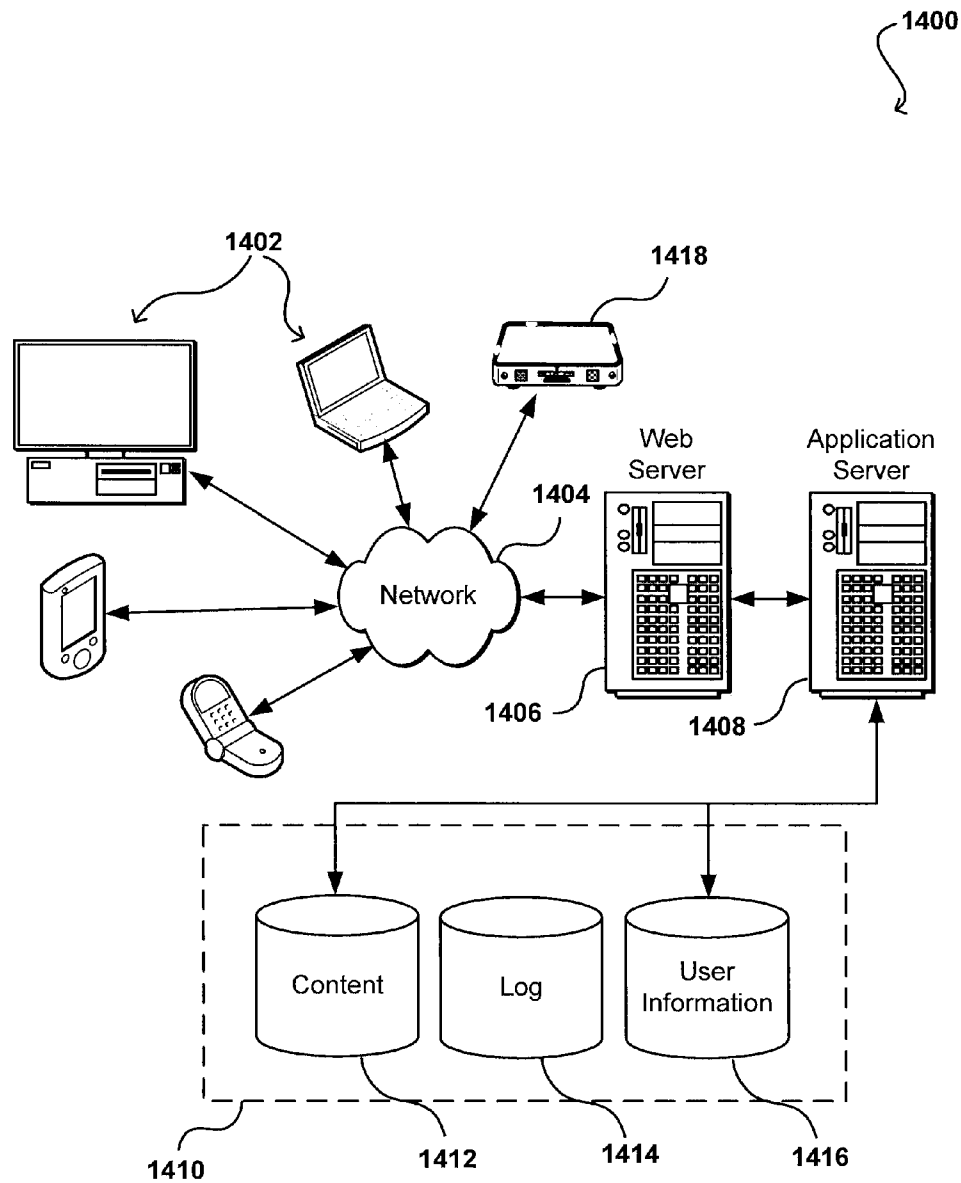 1400
1402
1418
Web
Server
Application
Server
1404
Network
1406
1408
Content
Log
User
Information
1410
1412
1414
1416